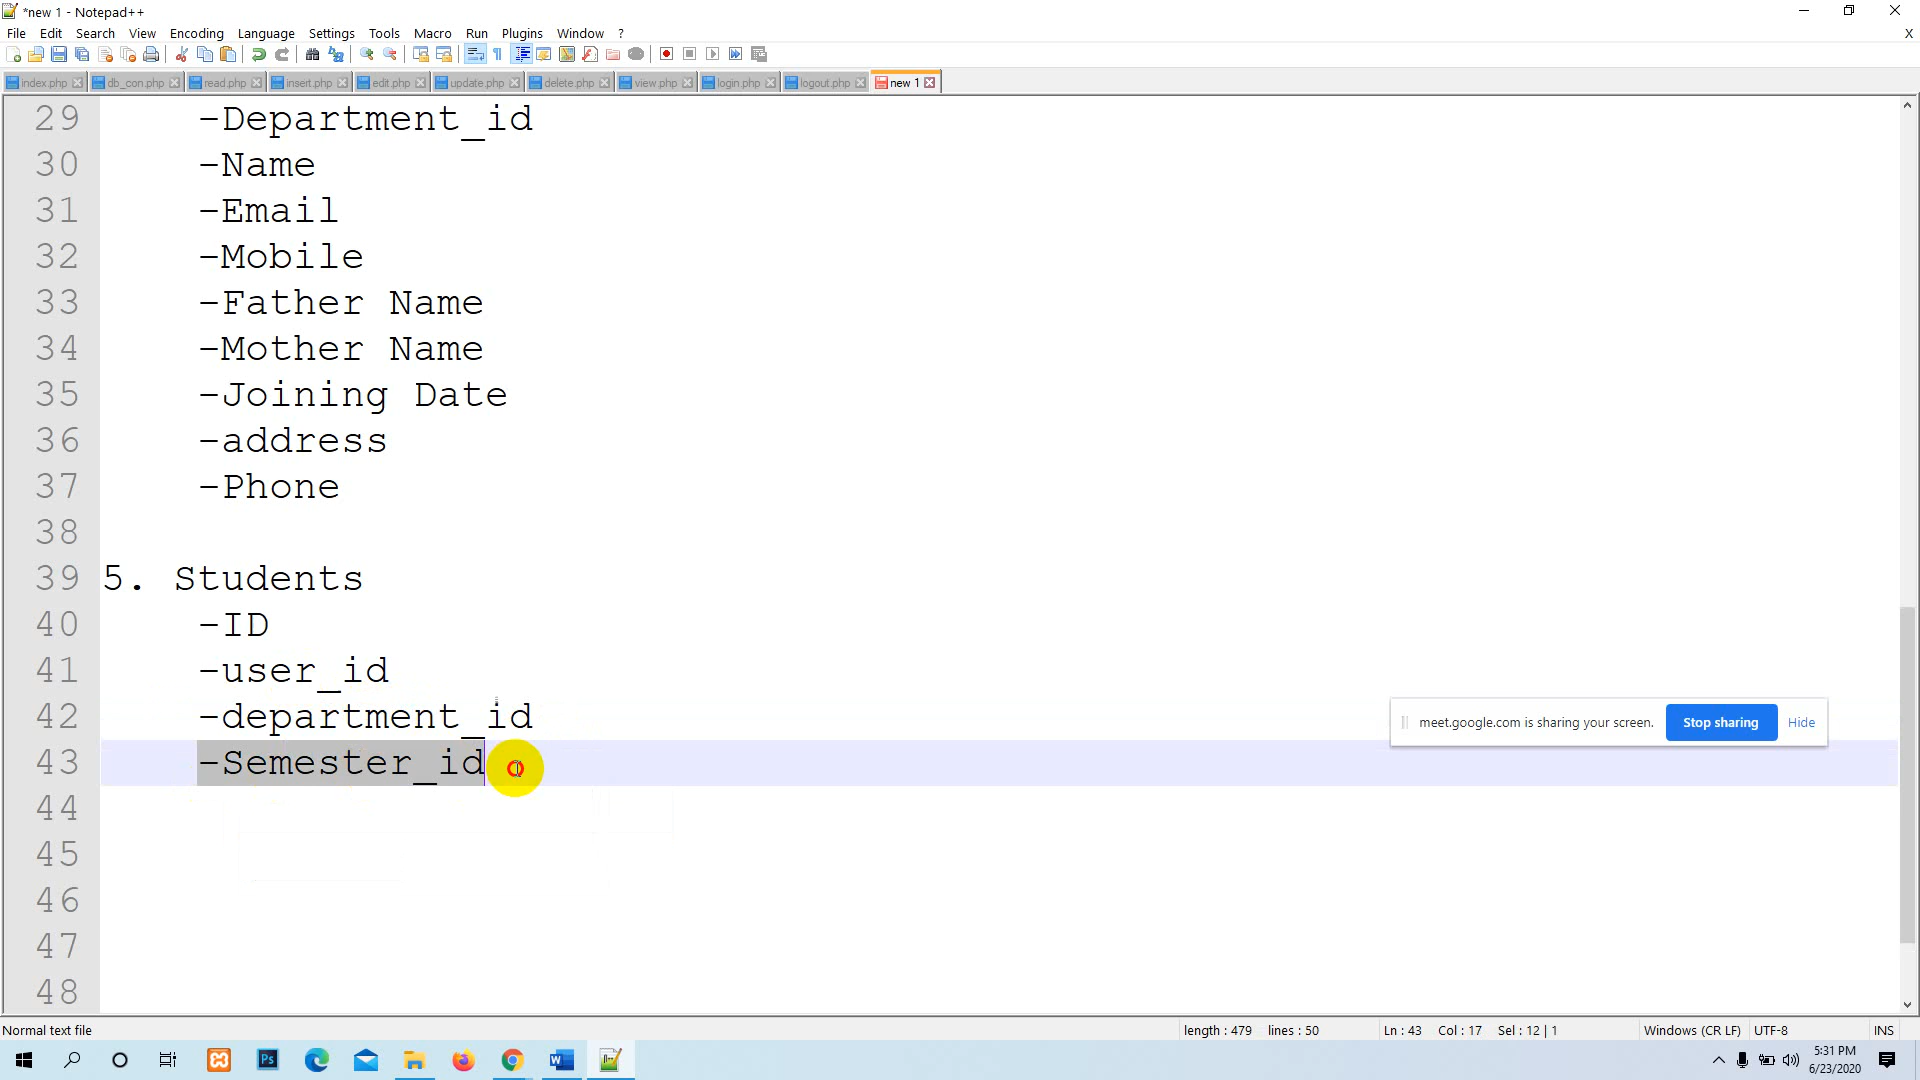 *new 1 - Notepad++
File Edit Search View Encoding Language Settings Tools Macro Run Plugins Window ? X
index.php db_con.php read.php insert.php edit.php update.php delete.php view.php login.php logout.php new 1
29 -Department_id
30 -Name
31 -Email
32 -Mobile
33 -Father Name
34 -Mother Name
35 -Joining Date
36 -address
37 -Phone
38
39 5. Students
40 -ID
41 -user_id
42 -department_id
43 -Semester_id
44
45
46
47
48
meet.google.com is sharing your screen. Stop sharing Hide
Normal text file length : 479 lines : 50 Ln : 43 Col : 17 Sel : 12 | 1 Windows (CR LF) UTF-8 INS
Ps W 5:31 PM
6/23/2020